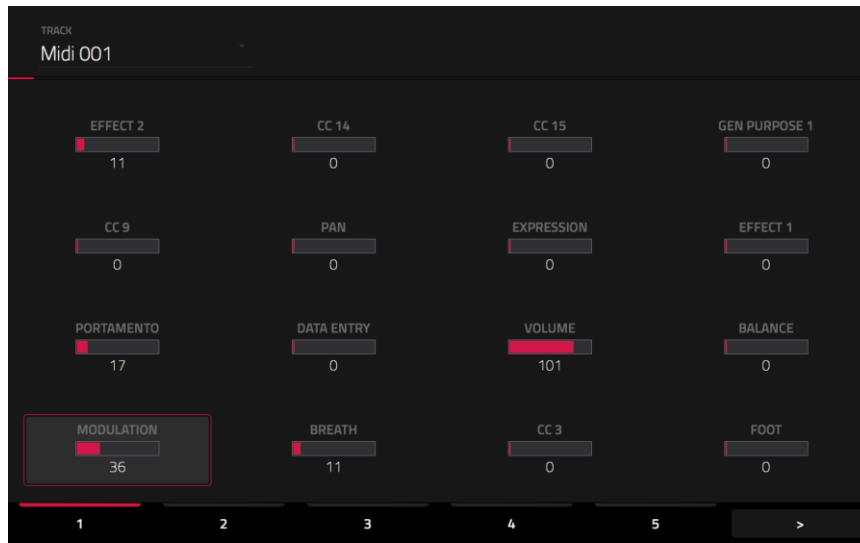 TRACK
Midi 001
EFFECT 2 CC 14 CC 15 GEN PURPOSE 1
11 0 0 0
CC 9 PAN EXPRESSION EFFECT 1
0 0 0 0
PORTAMENTO DATA ENTRY VOLUME BALANCE
17 0 101 0
MODULATION BREATH CC 3 FOOT
36 11 0 0
1 2 3 4 5 >